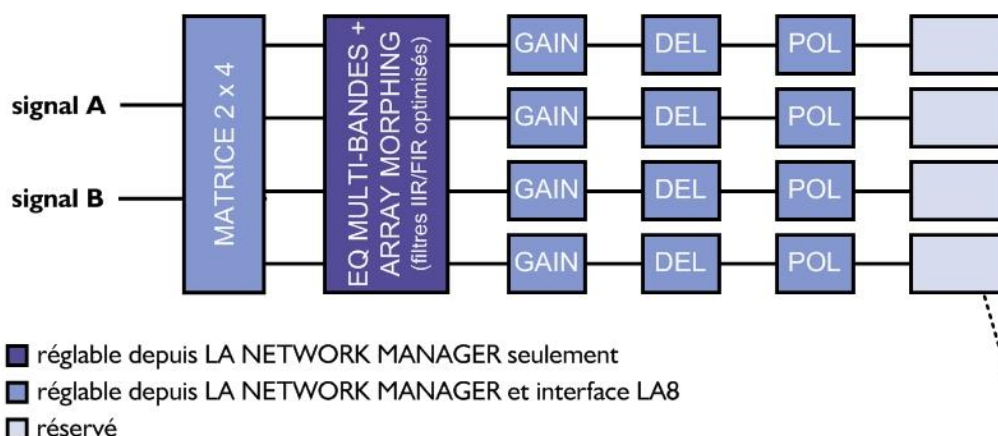 signal A
signal B
MATRICE 2 x 4
EQ MULTI-BANDES +
ARRAY MORPHING
(filtres IIR/FIR optimisés)
GAIN DEL POL
GAIN DEL POL
GAIN DEL POL
GAIN DEL POL
réglable depuis LA NETWORK MANAGER seulement
réglable depuis LA NETWORK MANAGER et interface LA8
réservé